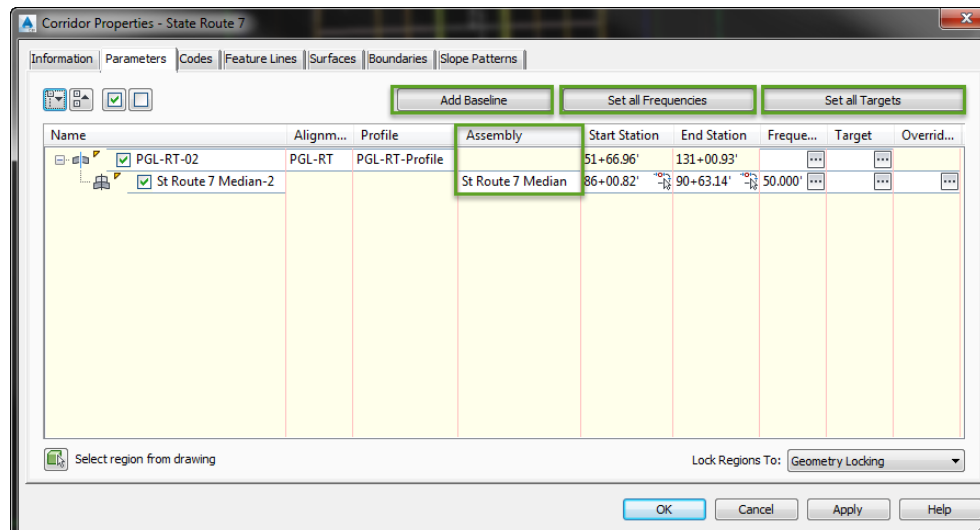 Corridor Properties - State Route 7
Information Parameters Codes Feature Lines Surfaces Boundaries Slope Patterns
Add Baseline Set all Frequencies Set all Targets
Name Alignm... Profile Assembly Start Station End Station Freque... Target Overrid...
PGL-RT-02 PGL-RT PGL-RT-Profile 51+66.96' 131+00.93' ... ...
St Route 7 Median-2 St Route 7 Median 86+00.82' 90+63.14' 50.000' ... ... ...
Select region from drawing Lock Regions To: Geometry Locking
OK Cancel Apply Help